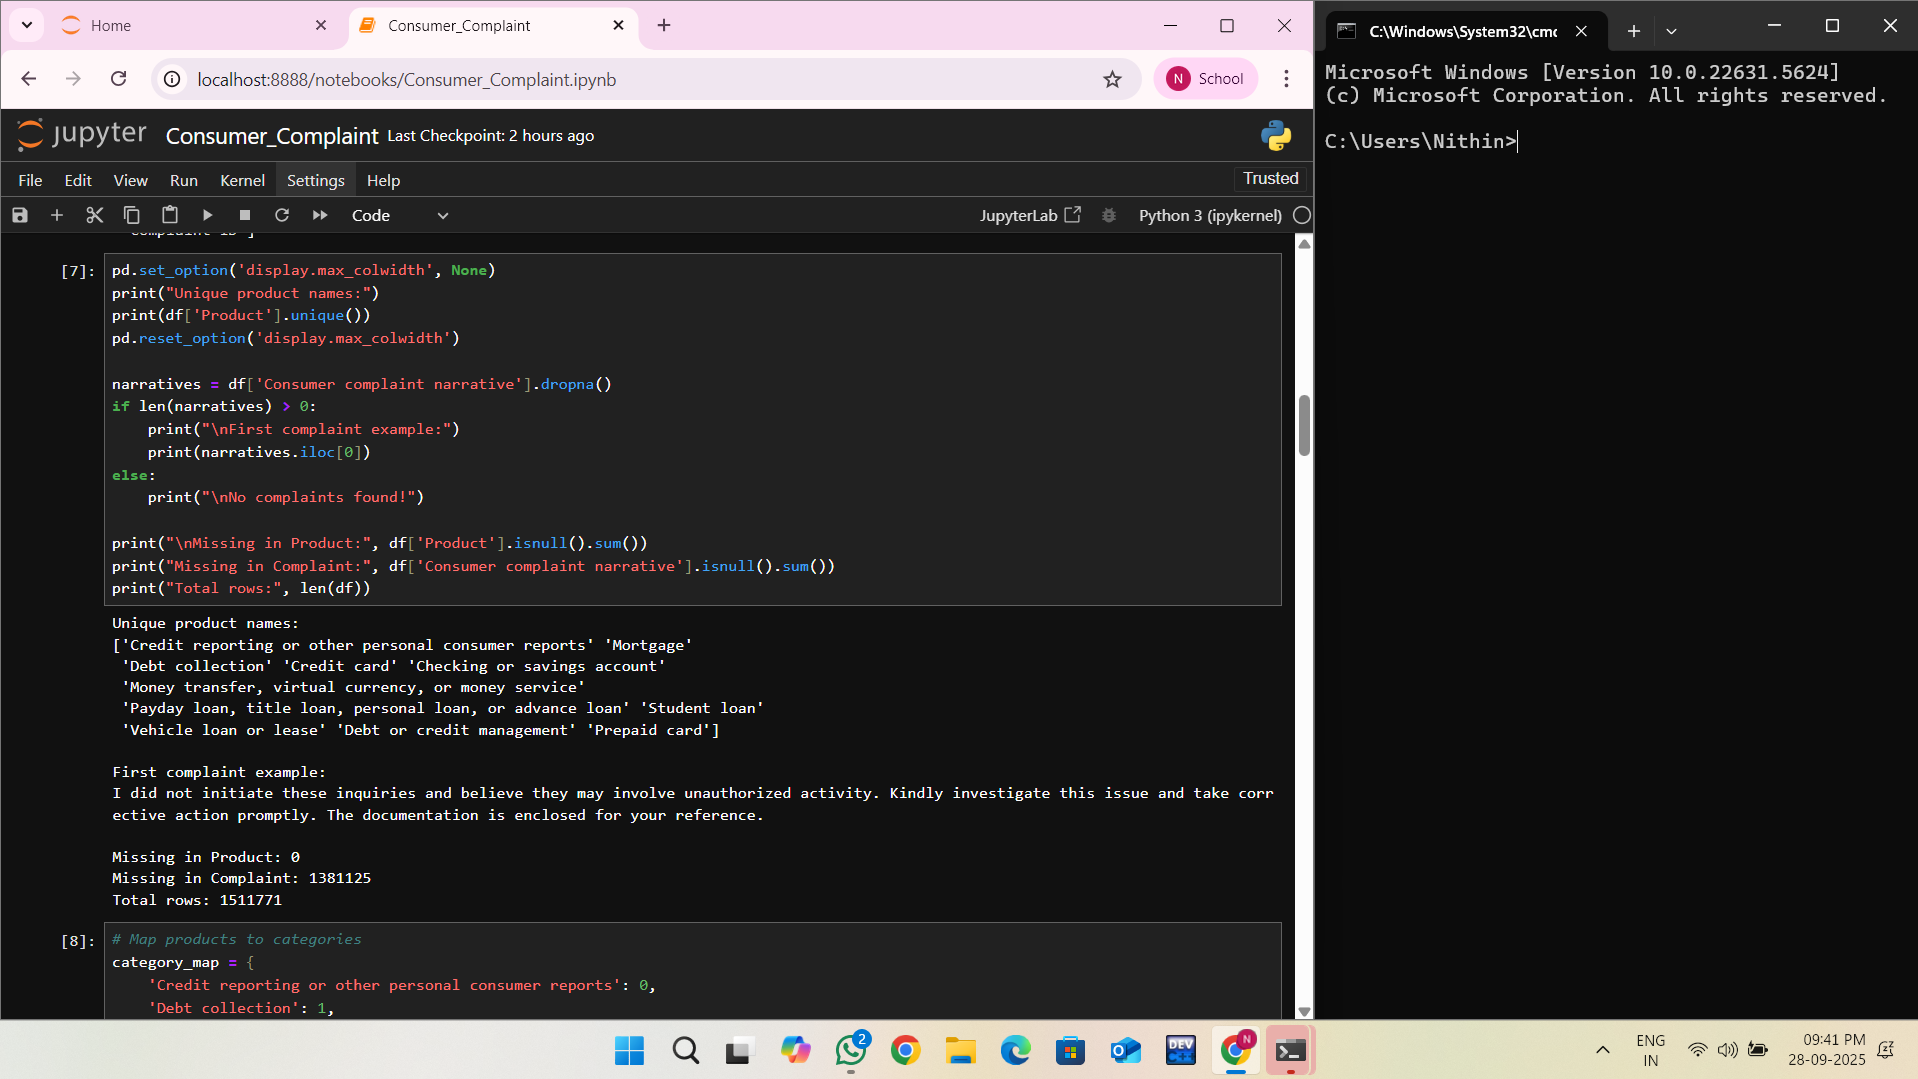 Home
Consumer_Complaint
localhost:8888/notebooks/Consumer_Complaint.ipynb
N School
jupyter Consumer_Complaint Last Checkpoint: 2 hours ago
File Edit View Run Kernel Settings Help
Trusted
Code
JupyterLab
Python 3 (ipykernel)
[7]:
pd.set_option('display.max_colwidth', None)
print("Unique product names:")
print(df['Product'].unique())
pd.reset_option('display.max_colwidth')
narratives = df['Consumer complaint narrative'].dropna()
if len(narratives) > 0:
    print("\nFirst complaint example:")
    print(narratives.iloc[0])
else:
    print("\nNo complaints found!")
print("\nMissing in Product:", df['Product'].isnull().sum())
print("Missing in Complaint:", df['Consumer complaint narrative'].isnull().sum())
print("Total rows:", len(df))
Unique product names:
['Credit reporting or other personal consumer reports' 'Mortgage'
 'Debt collection' 'Credit card' 'Checking or savings account'
 'Money transfer, virtual currency, or money service'
 'Payday loan, title loan, personal loan, or advance loan' 'Student loan'
 'Vehicle loan or lease' 'Debt or credit management' 'Prepaid card']
First complaint example:
I did not initiate these inquiries and believe they may involve unauthorized activity. Kindly investigate this issue and take corr
ective action promptly. The documentation is enclosed for your reference.
Missing in Product: 0
Missing in Complaint: 1381125
Total rows: 1511771
[8]:
# Map products to categories
category_map = {
    'Credit reporting or other personal consumer reports': 0,
    'Debt collection': 1,
C:\Windows\System32\cmd
Microsoft Windows [Version 10.0.22631.5624]
(c) Microsoft Corporation. All rights reserved.
C:\Users\Nithin>
2
DEV
C++
N
ENG
IN
09:41 PM
28-09-2025